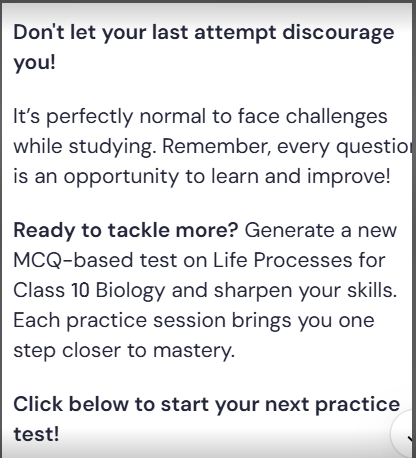 Don't let your last attempt discourage
you!
It's perfectly normal to face challenges
while studying. Remember, every question
is an opportunity to learn and improve!
Ready to tackle more? Generate a new
MCQ-based test on Life Processes for
Class 10 Biology and sharpen your skills.
Each practice session brings you one
step closer to mastery.
Click below to start your next practice
test!